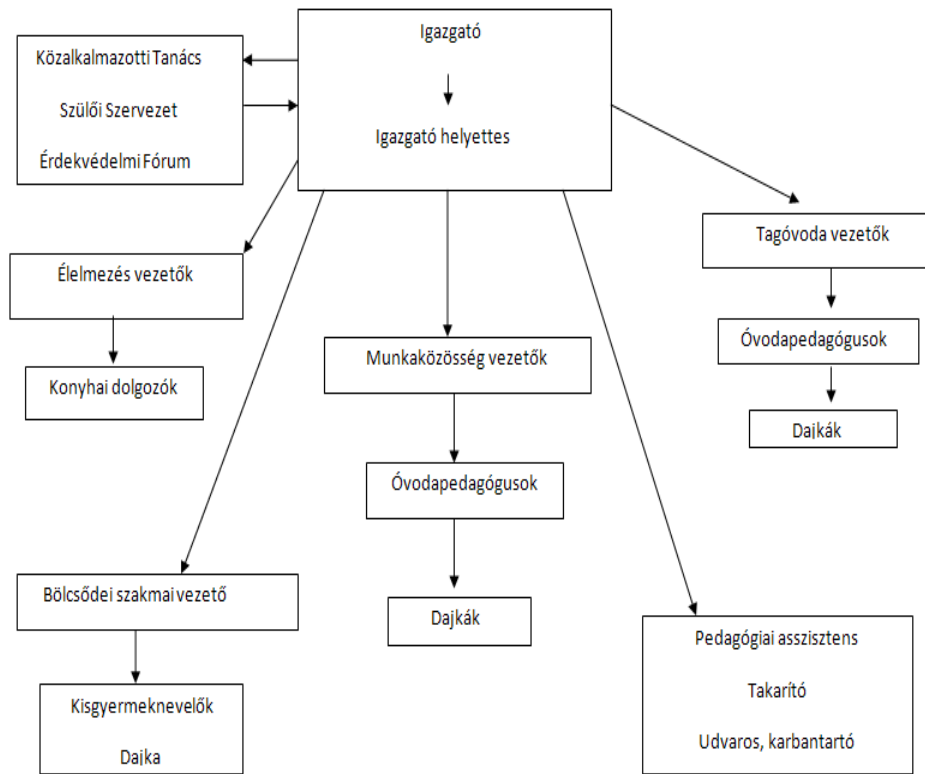 Igazgató
Igazgató helyettes
Közalkalmazotti Tanács
Szülői Szervezet
Érdekvédelmi Fórum
Tagóvoda vezetők
Óvodapedagógusok
Dajkák
Élelmezés vezetők
Konyhai dolgozók
Munkaközösség vezetők
Óvodapedagógusok
Dajkák
Bölcsődei szakmai vezető
Kisgyermeknevelők
Dajka
Pedagógiai asszisztens
Takarító
Udvaros, karbantartó